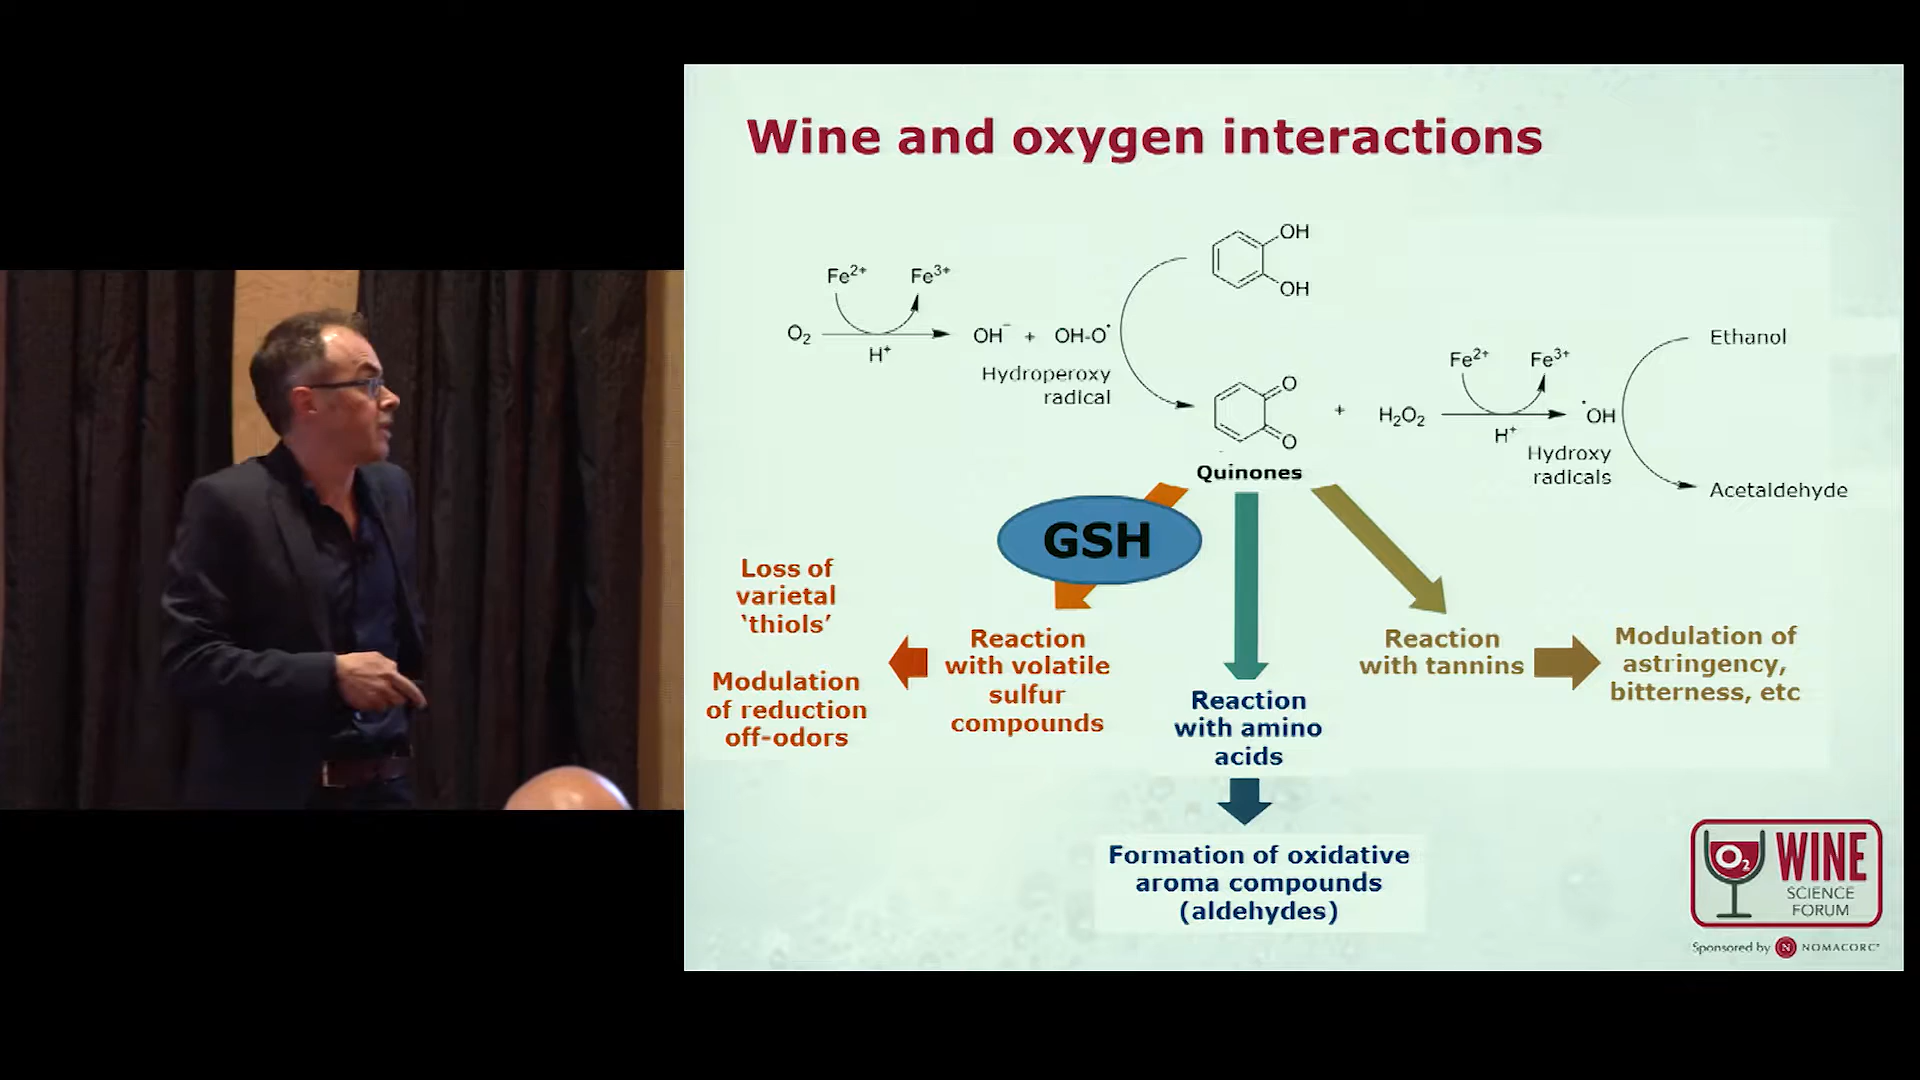 Wine and oxygen interactions
OH
OH
Fe²⁺ Fe³⁺
O₂ OH⁻ + OH-O•
H⁺
Hydroperoxy
radical
Ethanol
Fe²⁺ Fe³⁺
O
O
+ H₂O₂ •OH
H⁺
Hydroxy
radicals
Acetaldehyde
Quinones
GSH
Loss of
varietal
‘thiols’
Modulation
of reduction
off-odors
Reaction
with volatile
sulfur
compounds
Reaction
with amino
acids
Reaction
with tannins
Modulation of
astringency,
bitterness, etc
Formation of oxidative
aroma compounds
(aldehydes)
O₂ WINE
SCIENCE
FORUM
Sponsored by N NOMACORC